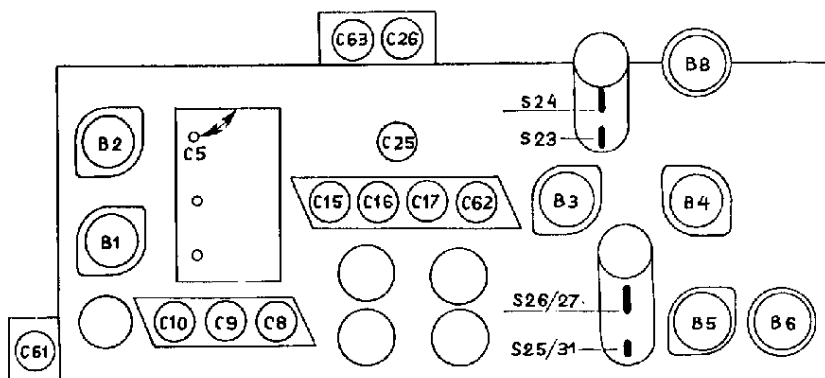 C63 C26
B8
S24
B2
C5
C25
S23
C15 C16 C17 C62
B3
B4
B1
S26/27
C10 C9 C8
B5
B6
C61
S25/31